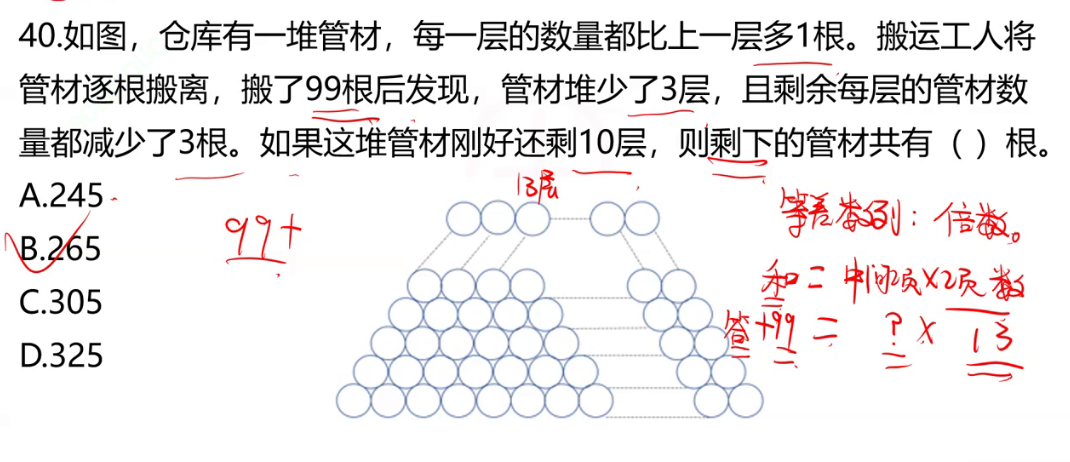 40.如图，仓库有一堆管材，每一层的数量都比上一层多1根。搬运工人将
管材逐根搬离，搬了99根后发现，管材堆少了3层，且剩余每层的管材数
量都减少了3根。如果这堆管材刚好还剩10层，则剩下的管材共有（ ）根。
A.245
B.265
C.305
D.325
99+
13层
等差数列：倍数。
和=中间项×项数
答+99 = ? × 13